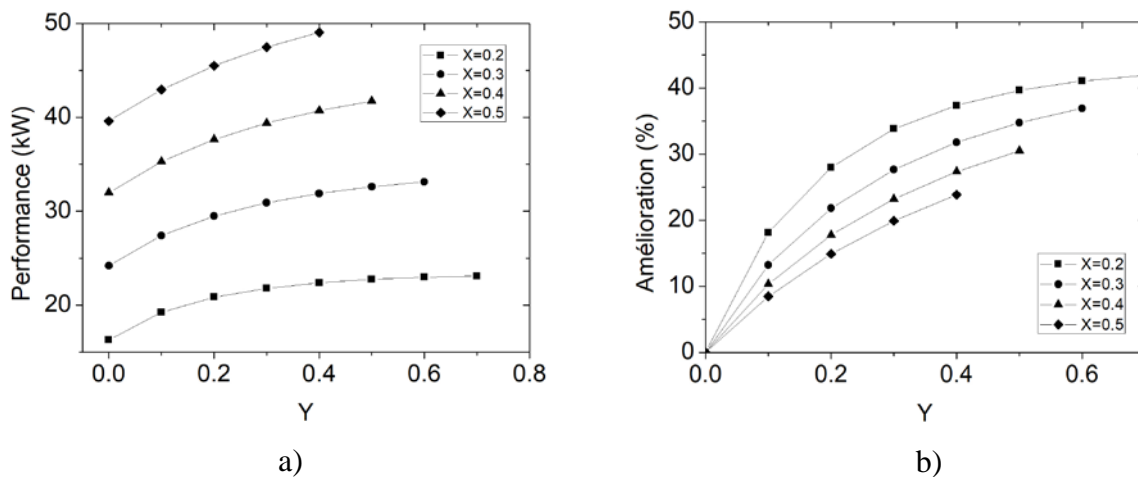 50
40
30
20
Performance (kW)
0.0 0.2 0.4 0.6 0.8
Y
X=0.2
X=0.3
X=0.4
X=0.5
a)
50
40
30
20
10
0
Amélioration (%)
0.0 0.2 0.4 0.6
Y
X=0.2
X=0.3
X=0.4
X=0.5
b)